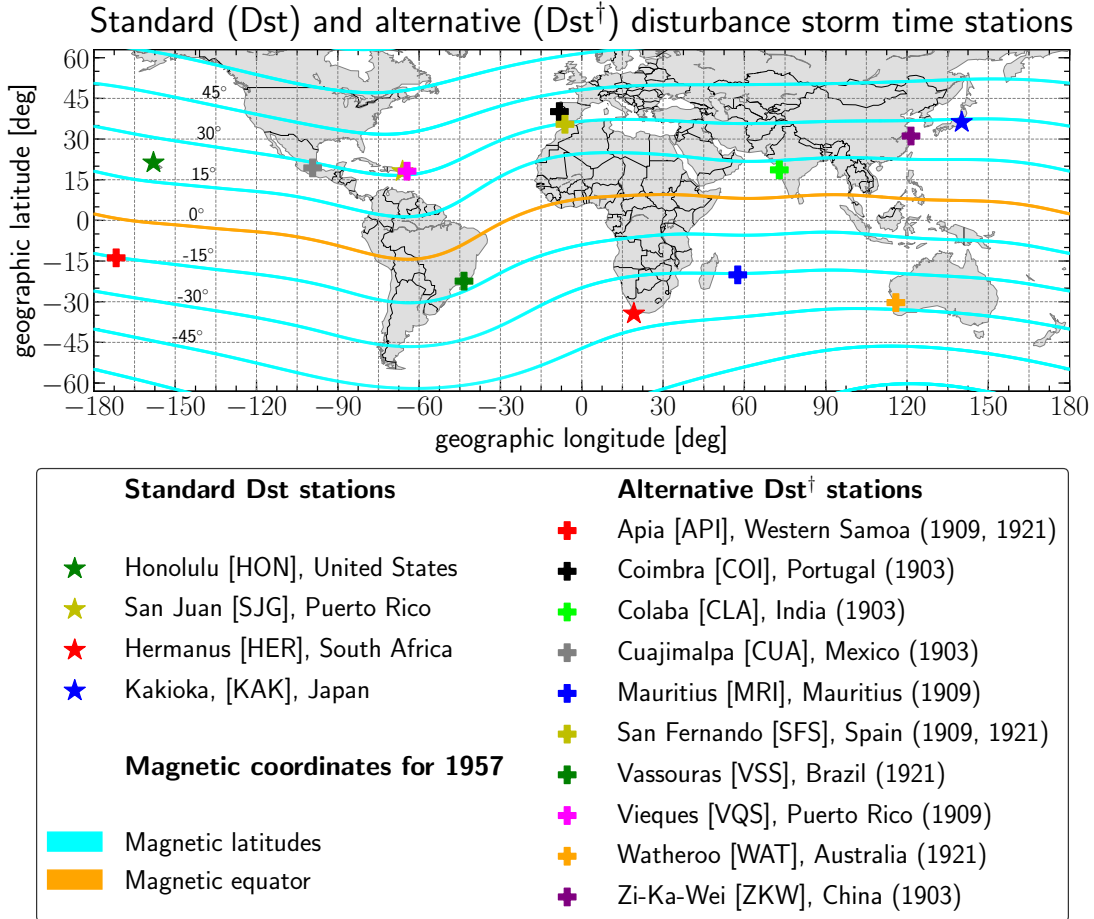 Standard (Dst) and alternative (Dst†) disturbance storm time stations
geographic latitude [deg]
60
45
30
15
0
−15
−30
−45
−60
45°
30°
15°
0°
-15°
-30°
-45°
−180 −150 −120 −90 −60 −30 0 30 60 90 120 150 180
geographic longitude [deg]
Standard Dst stations
Honolulu [HON], United States
San Juan [SJG], Puerto Rico
Hermanus [HER], South Africa
Kakioka, [KAK], Japan
Magnetic coordinates for 1957
Magnetic latitudes
Magnetic equator
Alternative Dst† stations
Apia [API], Western Samoa (1909, 1921)
Coimbra [COI], Portugal (1903)
Colaba [CLA], India (1903)
Cuajimalpa [CUA], Mexico (1903)
Mauritius [MRI], Mauritius (1909)
San Fernando [SFS], Spain (1909, 1921)
Vassouras [VSS], Brazil (1921)
Vieques [VQS], Puerto Rico (1909)
Watheroo [WAT], Australia (1921)
Zi-Ka-Wei [ZKW], China (1903)